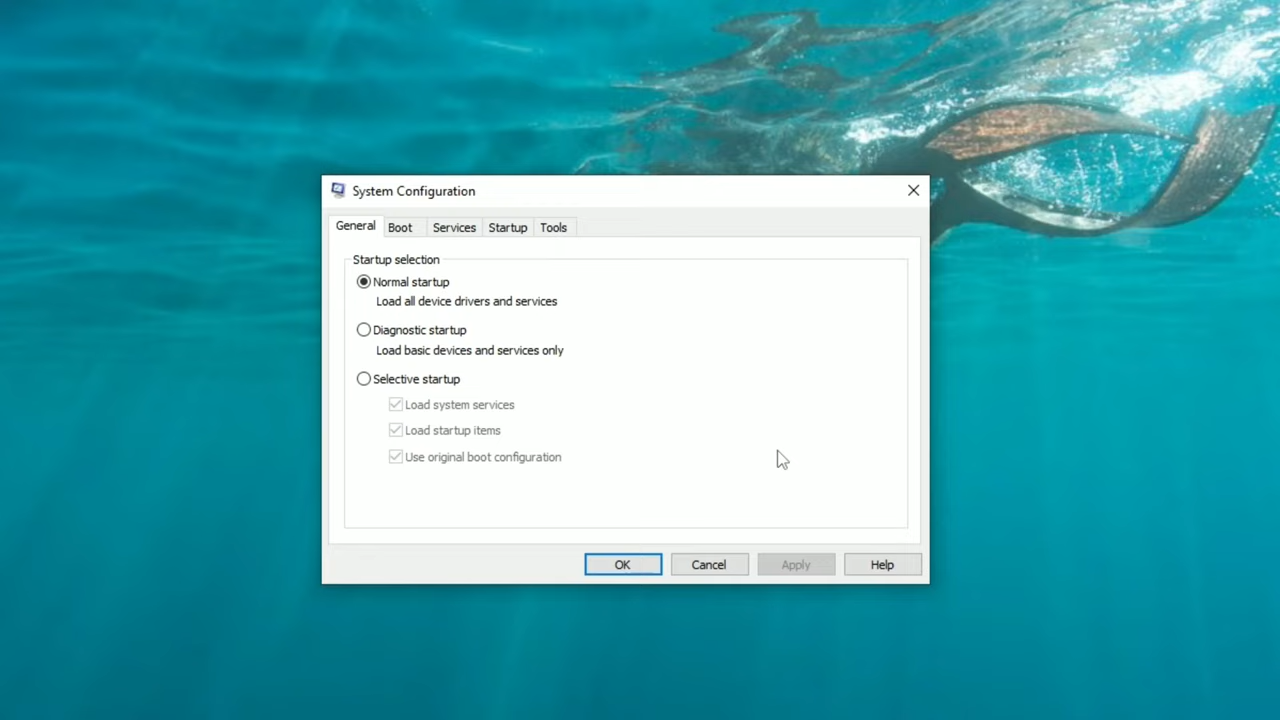 System Configuration
General Boot Services Startup Tools
Startup selection
Normal startup
Load all device drivers and services
Diagnostic startup
Load basic devices and services only
Selective startup
Load system services
Load startup items
Use original boot configuration
OK Cancel Apply Help